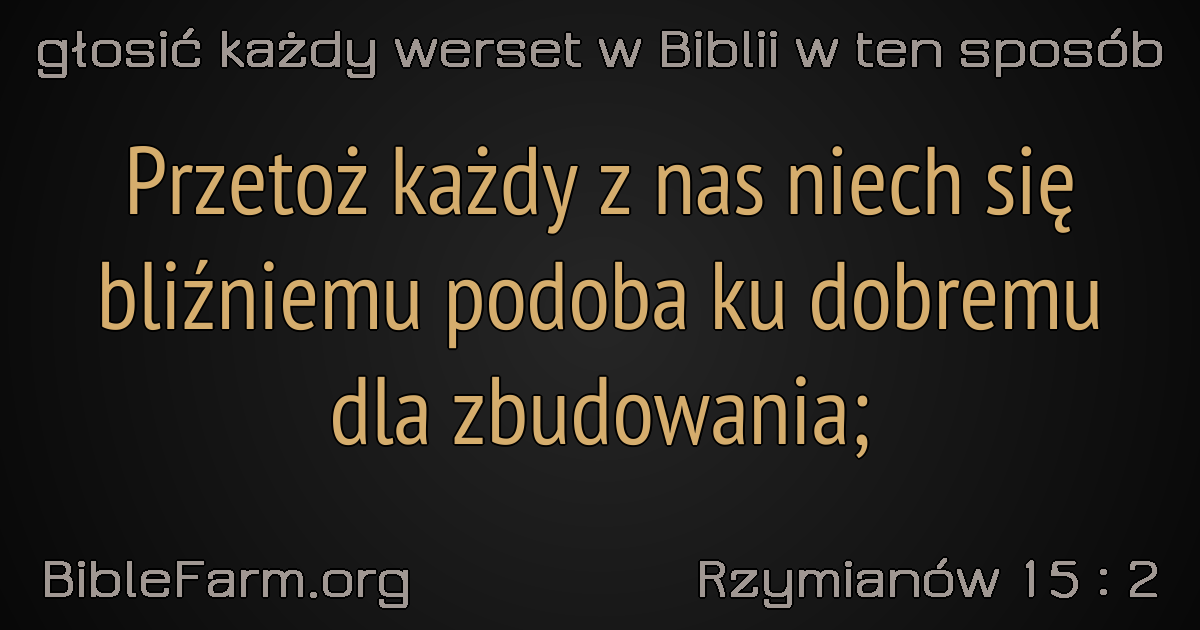 głosić każdy werset w Biblii w ten sposób
Przetoż każdy z nas niech się
bliźniemu podoba ku dobremu
dla zbudowania;
BibleFarm.org
Rzymianów 15 : 2